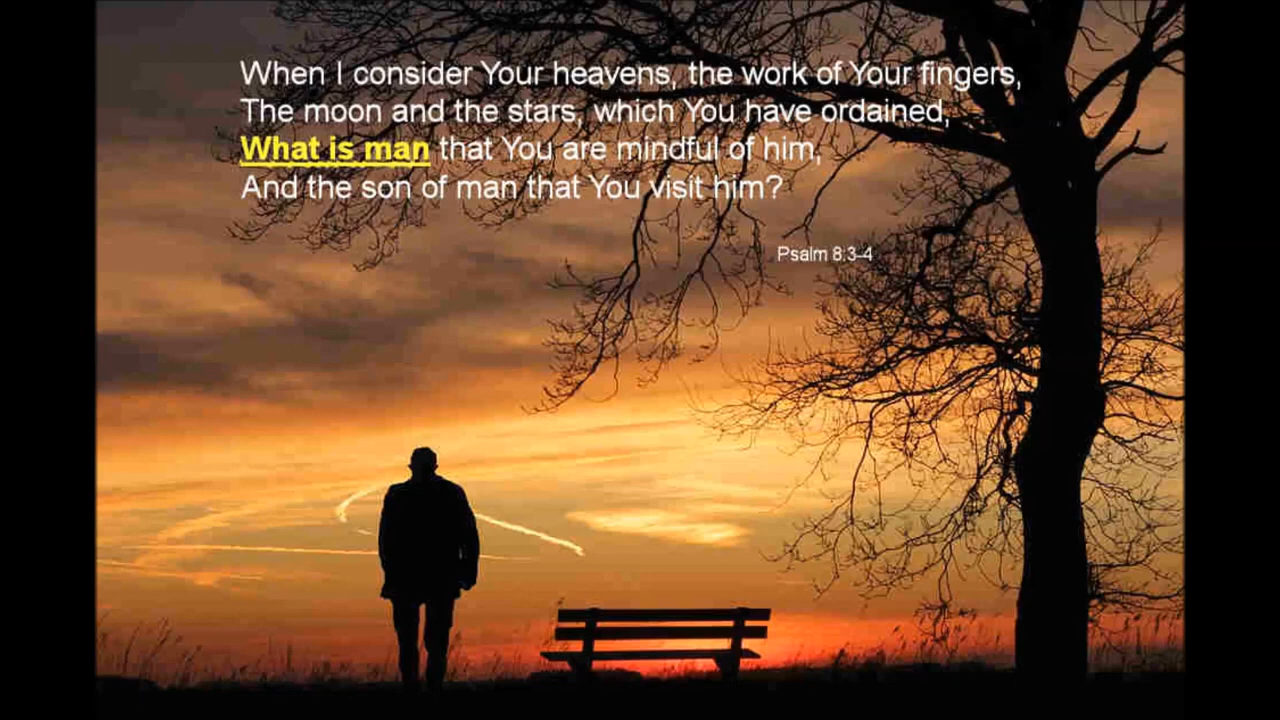 When I consider Your heavens, the work of Your fingers,
The moon and the stars, which You have ordained,
What is man that You are mindful of him,
And the son of man that You visit him?
Psalm 8:3-4